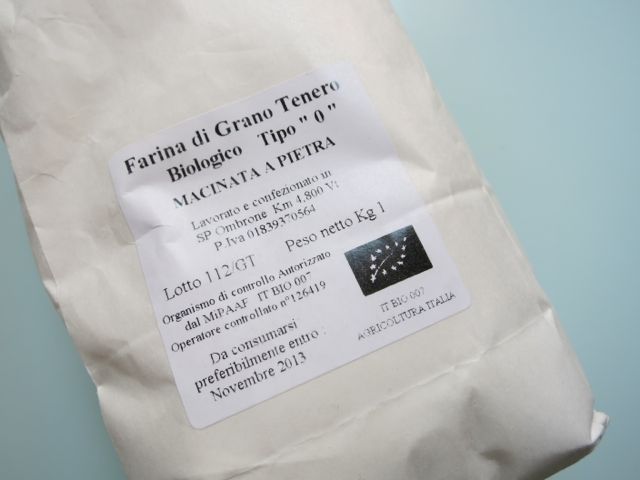 Farina di Grano Tenero
Biologico Tipo " 0 "
MACINATA A PIETRA
Lavorato e confezionato in
SP Ombrone Km 4,800 Vt
P.Iva 01839370564
Lotto 112/GT Peso netto Kg 1
Organismo di controllo Autorizzato
dal MiPAAF IT BIO 007
Operatore controllato n°126419
IT BIO 007
AGRICOLTURA ITALIA
Da consumarsi
preferibilmente entro :
Novembre 2013